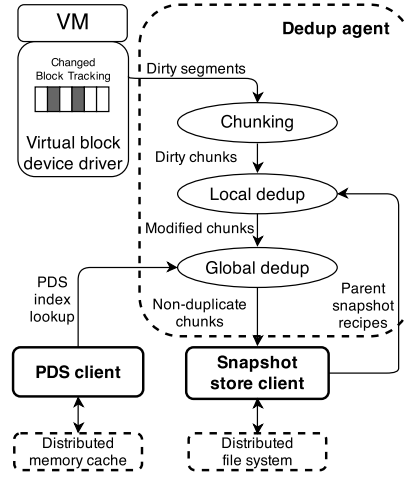 VM
Dedup agent
Changed
Block Tracking
Dirty segments
Virtual block
device driver
Chunking
Dirty chunks
Local dedup
Modified chunks
Global dedup
PDS
index
lookup
Non-duplicate
chunks
Parent
snapshot
recipes
PDS client
Snapshot
store client
Distributed
memory cache
Distributed
file system